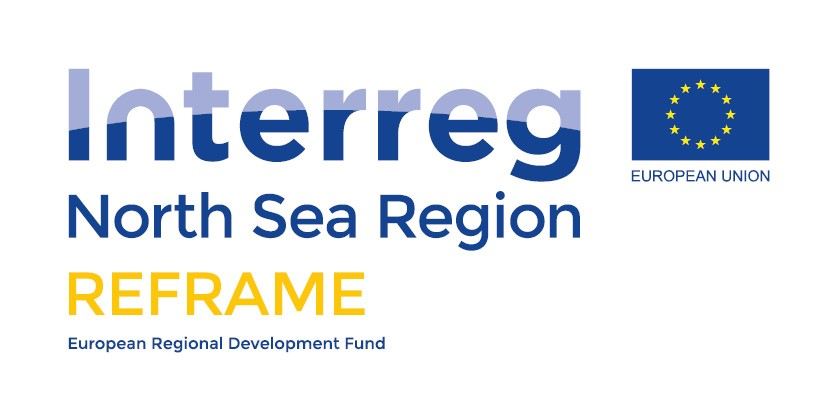 Interreg
EUROPEAN UNION
North Sea Region
REFRAME
European Regional Development Fund